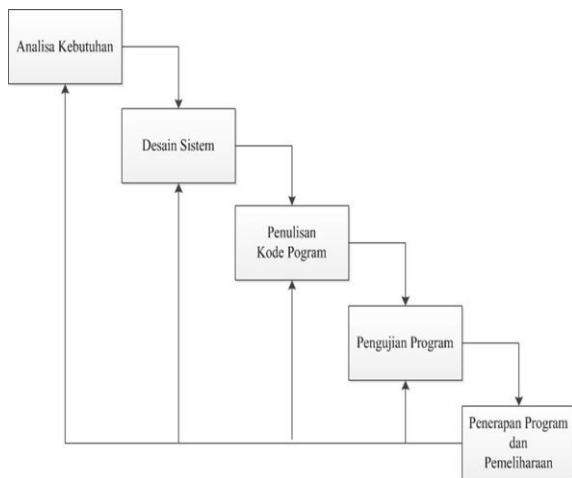 Analisa Kebutuhan
Desain Sistem
Penulisan
Kode Pogram
Pengujian Program
Penerapan Program
dan
Pemeliharaan